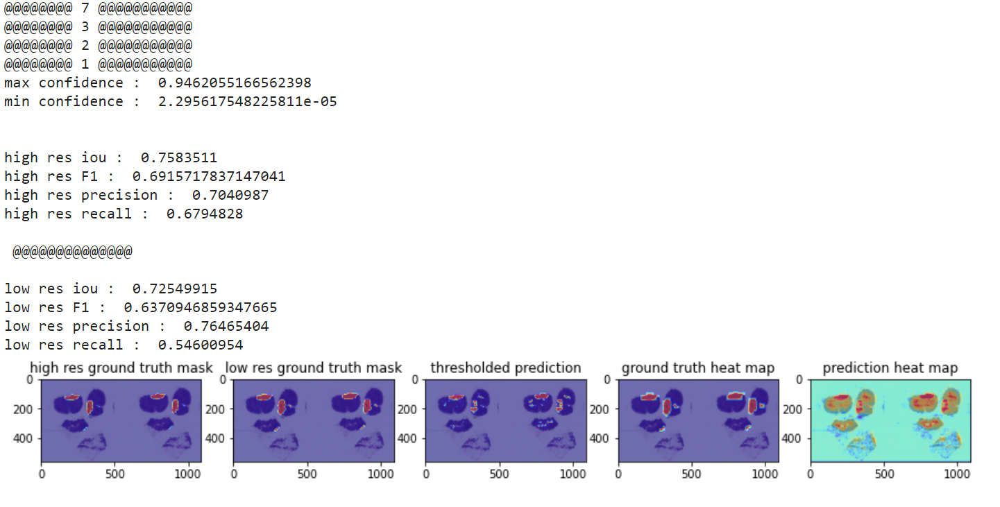 @@@@@@@@ 7 @@@@@@@@@@@
@@@@@@@@ 3 @@@@@@@@@@@
@@@@@@@@ 2 @@@@@@@@@@@
@@@@@@@@ 1 @@@@@@@@@@@
max confidence :  0.9462055166562398
min confidence :  2.295617548225811e-05
high res iou :  0.7583511
high res F1 :  0.6915717837147041
high res precision :  0.7040987
high res recall :  0.6794828
@@@@@@@@@@@@@@
low res iou :  0.72549915
low res F1 :  0.6370946859347665
low res precision :  0.76465404
low res recall :  0.54600954
high res ground truth mask low res ground truth mask thresholded prediction ground truth heat map prediction heat map
0 0 0 0 0
200 200 200 200 200
400 400 400 400 400
0 500 1000 0 500 1000 0 500 1000 0 500 1000 0 500 1000